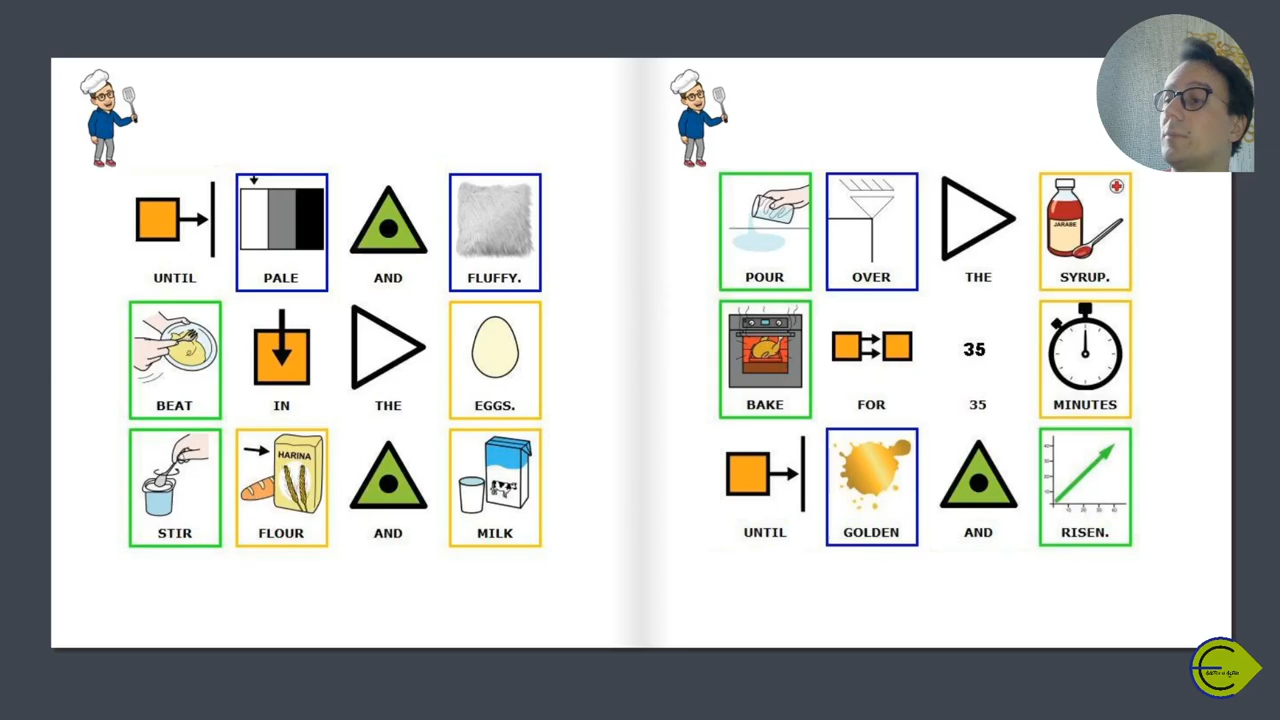 UNTIL PALE AND FLUFFY.
BEAT IN THE EGGS.
HARINA
STIR FLOUR AND MILK
JARABE
POUR OVER THE SYRUP.
35
BAKE FOR 35 MINUTES
UNTIL GOLDEN AND RISEN.